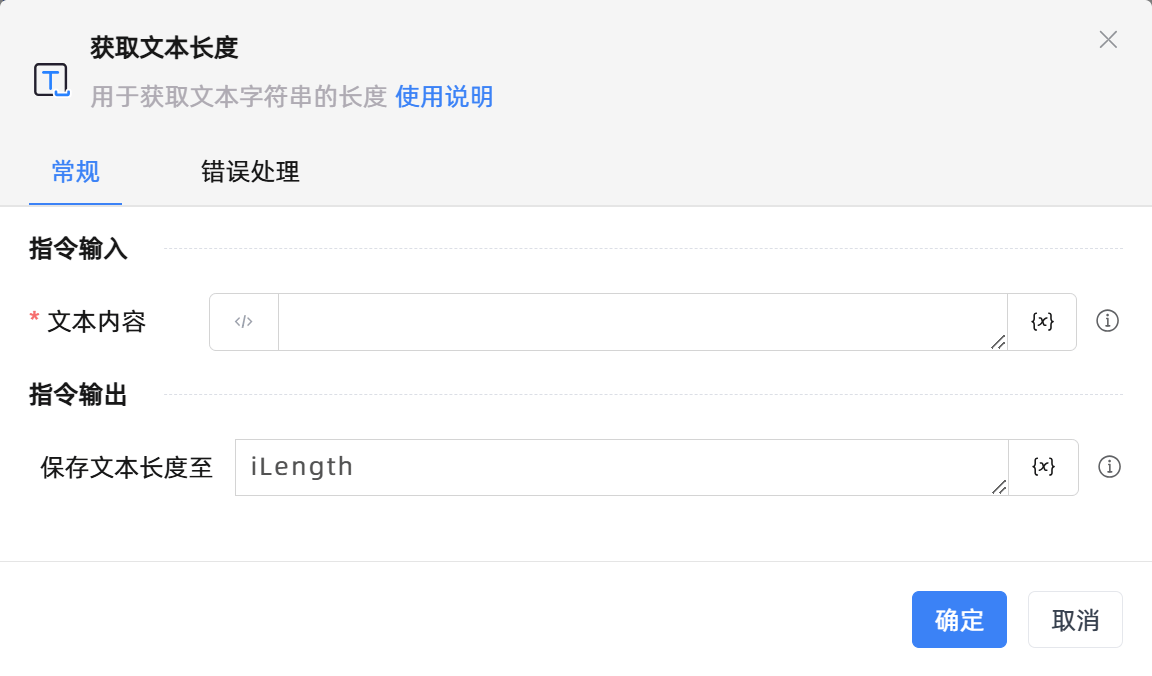 获取文本长度
用于获取文本字符串的长度 使用说明
常规 错误处理
指令输入
* 文本内容 </> {x}
指令输出
保存文本长度至 iLength {x}
确定 取消